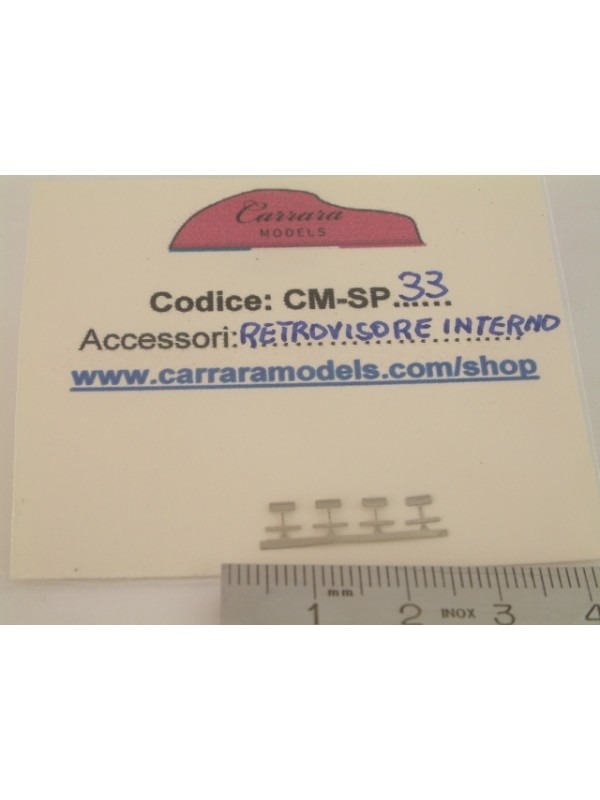 Carrara
MODELS
Codice: CM-SP..33....
Accessori: RETROVISORE INTERNO
www.carraramodels.com/shop
mm
1 2 INOX 3 4